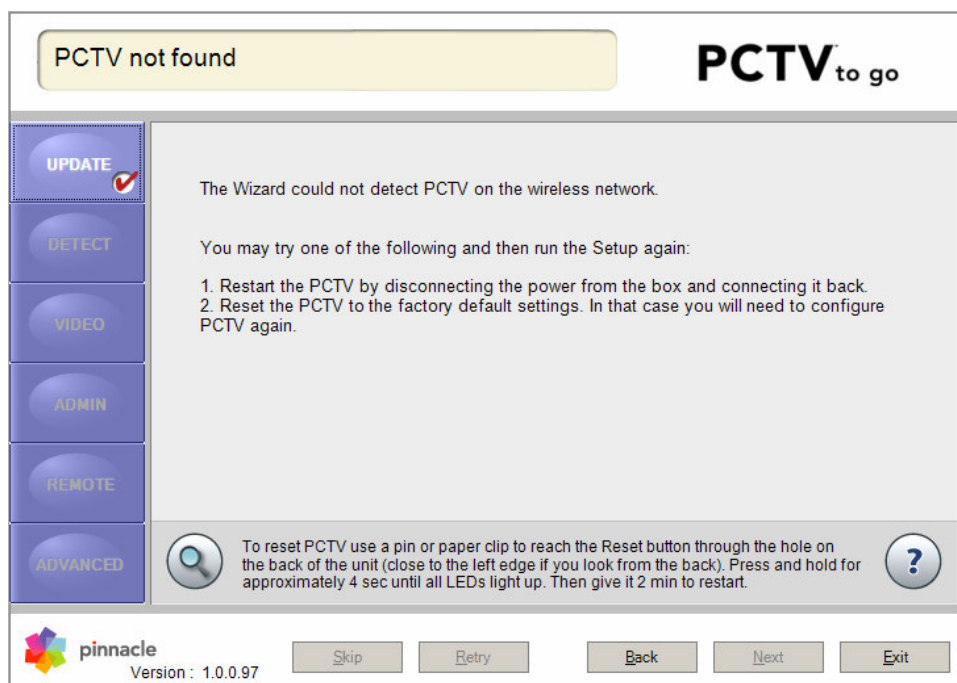 PCTV not found
PCTV to go
UPDATE
DETECT
VIDEO
ADMIN
REMOTE
ADVANCED
The Wizard could not detect PCTV on the wireless network.
You may try one of the following and then run the Setup again:
1. Restart the PCTV by disconnecting the power from the box and connecting it back.
2. Reset the PCTV to the factory default settings. In that case you will need to configure
PCTV again.
To reset PCTV use a pin or paper clip to reach the Reset button through the hole on
the back of the unit (close to the left edge if you look from the back). Press and hold for
approximately 4 sec until all LEDs light up. Then give it 2 min to restart.
?
pinnacle
Version : 1.0.0.97
Skip
Retry
Back
Next
Exit